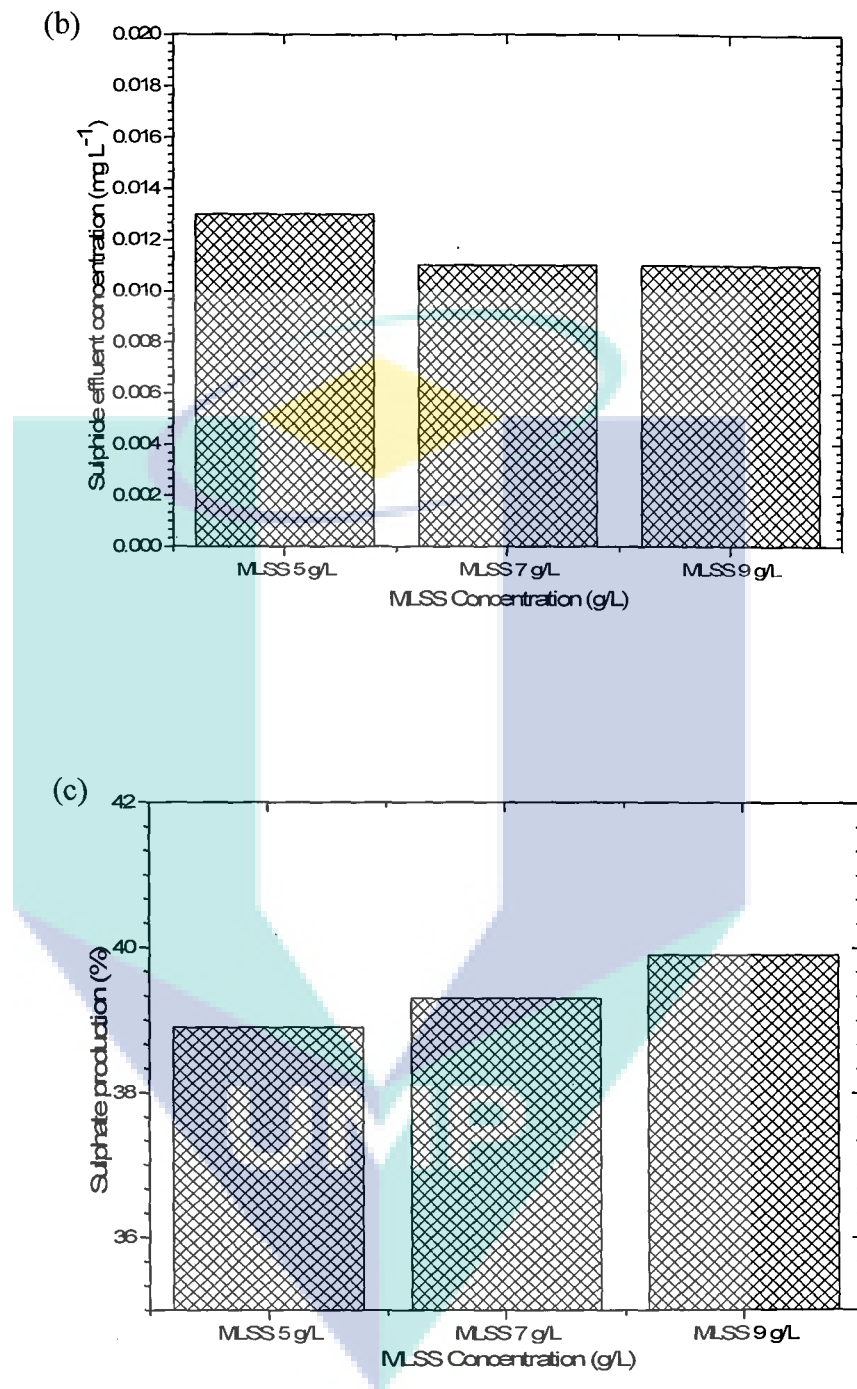 (b)
0.020
0.018
0.016
0.014
0.012
0.010
0.008
0.006
0.004
0.002
0.000
Sulphide effluent concentration (mg L⁻¹)
MLSS 5 g/L MLSS 7 g/L MLSS 9 g/L
MLSS Concentration (g/L)
(c)
42
40
38
36
Sulphate production (%)
UMP
MLSS 5 g/L MLSS 7 g/L MLSS 9 g/L
MLSS Concentration (g/L)